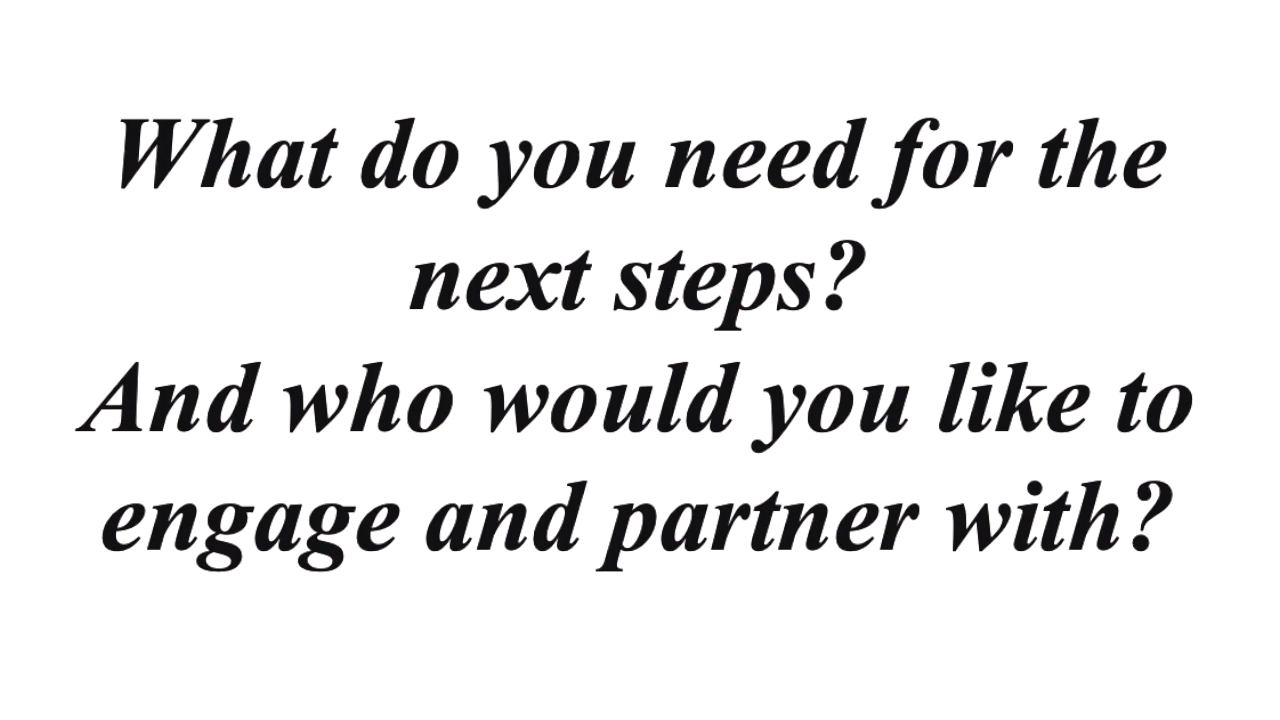 What do you need for the
next steps?
And who would you like to
engage and partner with?